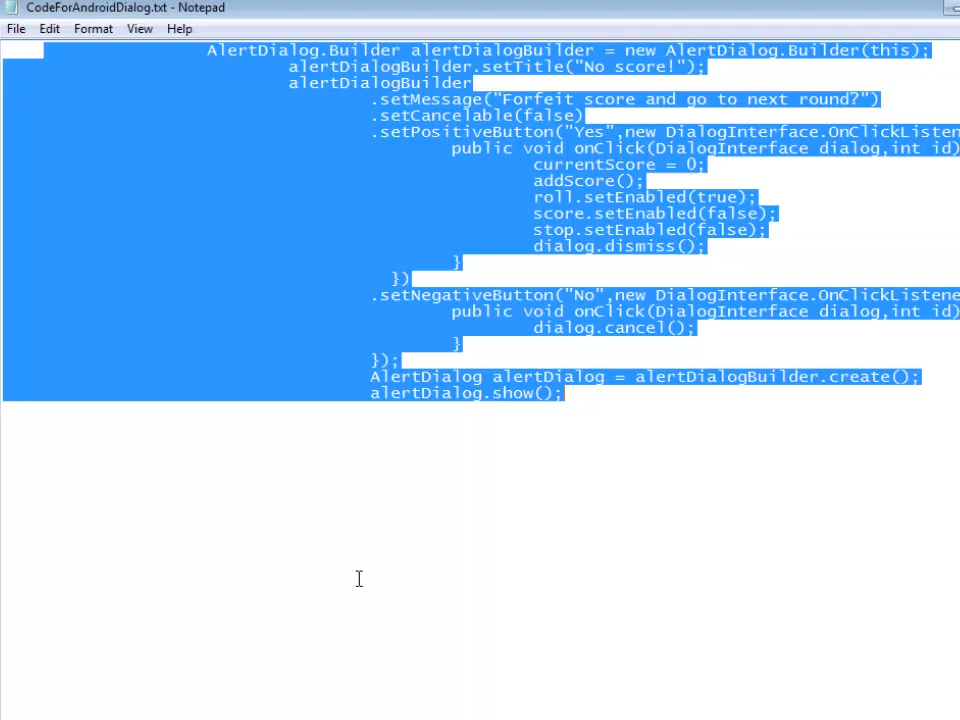 CodeForAndroidDialog.txt - Notepad
File Edit Format View Help
AlertDialog.Builder alertDialogBuilder = new AlertDialog.Builder(this);
alertDialogBuilder.setTitle("No score!");
alertDialogBuilder
.setMessage("Forfeit score and go to next round?")
.setCancelable(false)
.setPositiveButton("Yes",new DialogInterface.OnClickListen
public void onClick(DialogInterface dialog,int id)
currentScore = 0;
addScore();
roll.setEnabled(true);
score.setEnabled(false);
stop.setEnabled(false);
dialog.dismiss();
}
})
.setNegativeButton("No",new DialogInterface.OnClickListene
public void onClick(DialogInterface dialog,int id)
dialog.cancel();
}
});
AlertDialog alertDialog = alertDialogBuilder.create();
alertDialog.show();